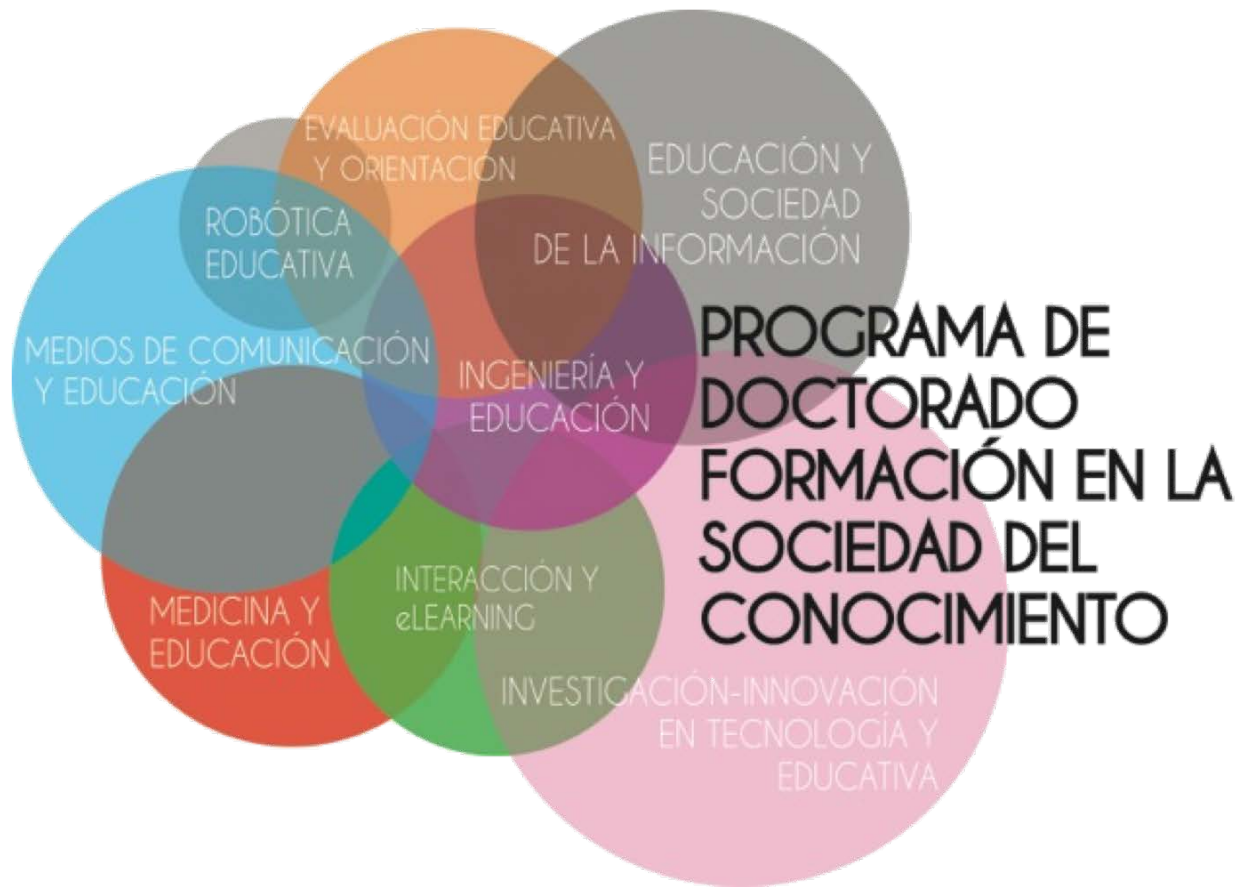 EVALUACIÓN EDUCATIVA
Y ORIENTACIÓN
EDUCACIÓN Y
SOCIEDAD
DE LA INFORMACIÓN
ROBÓTICA
EDUCATIVA
MEDIOS DE COMUNICACIÓN
Y EDUCACIÓN
INGENIERÍA Y
EDUCACIÓN
PROGRAMA DE
DOCTORADO
FORMACIÓN EN LA
SOCIEDAD DEL
CONOCIMIENTO
MEDICINA Y
EDUCACIÓN
INTERACCIÓN Y
eLEARNING
INVESTIGACIÓN-INNOVACIÓN
EN TECNOLOGÍA Y
EDUCATIVA